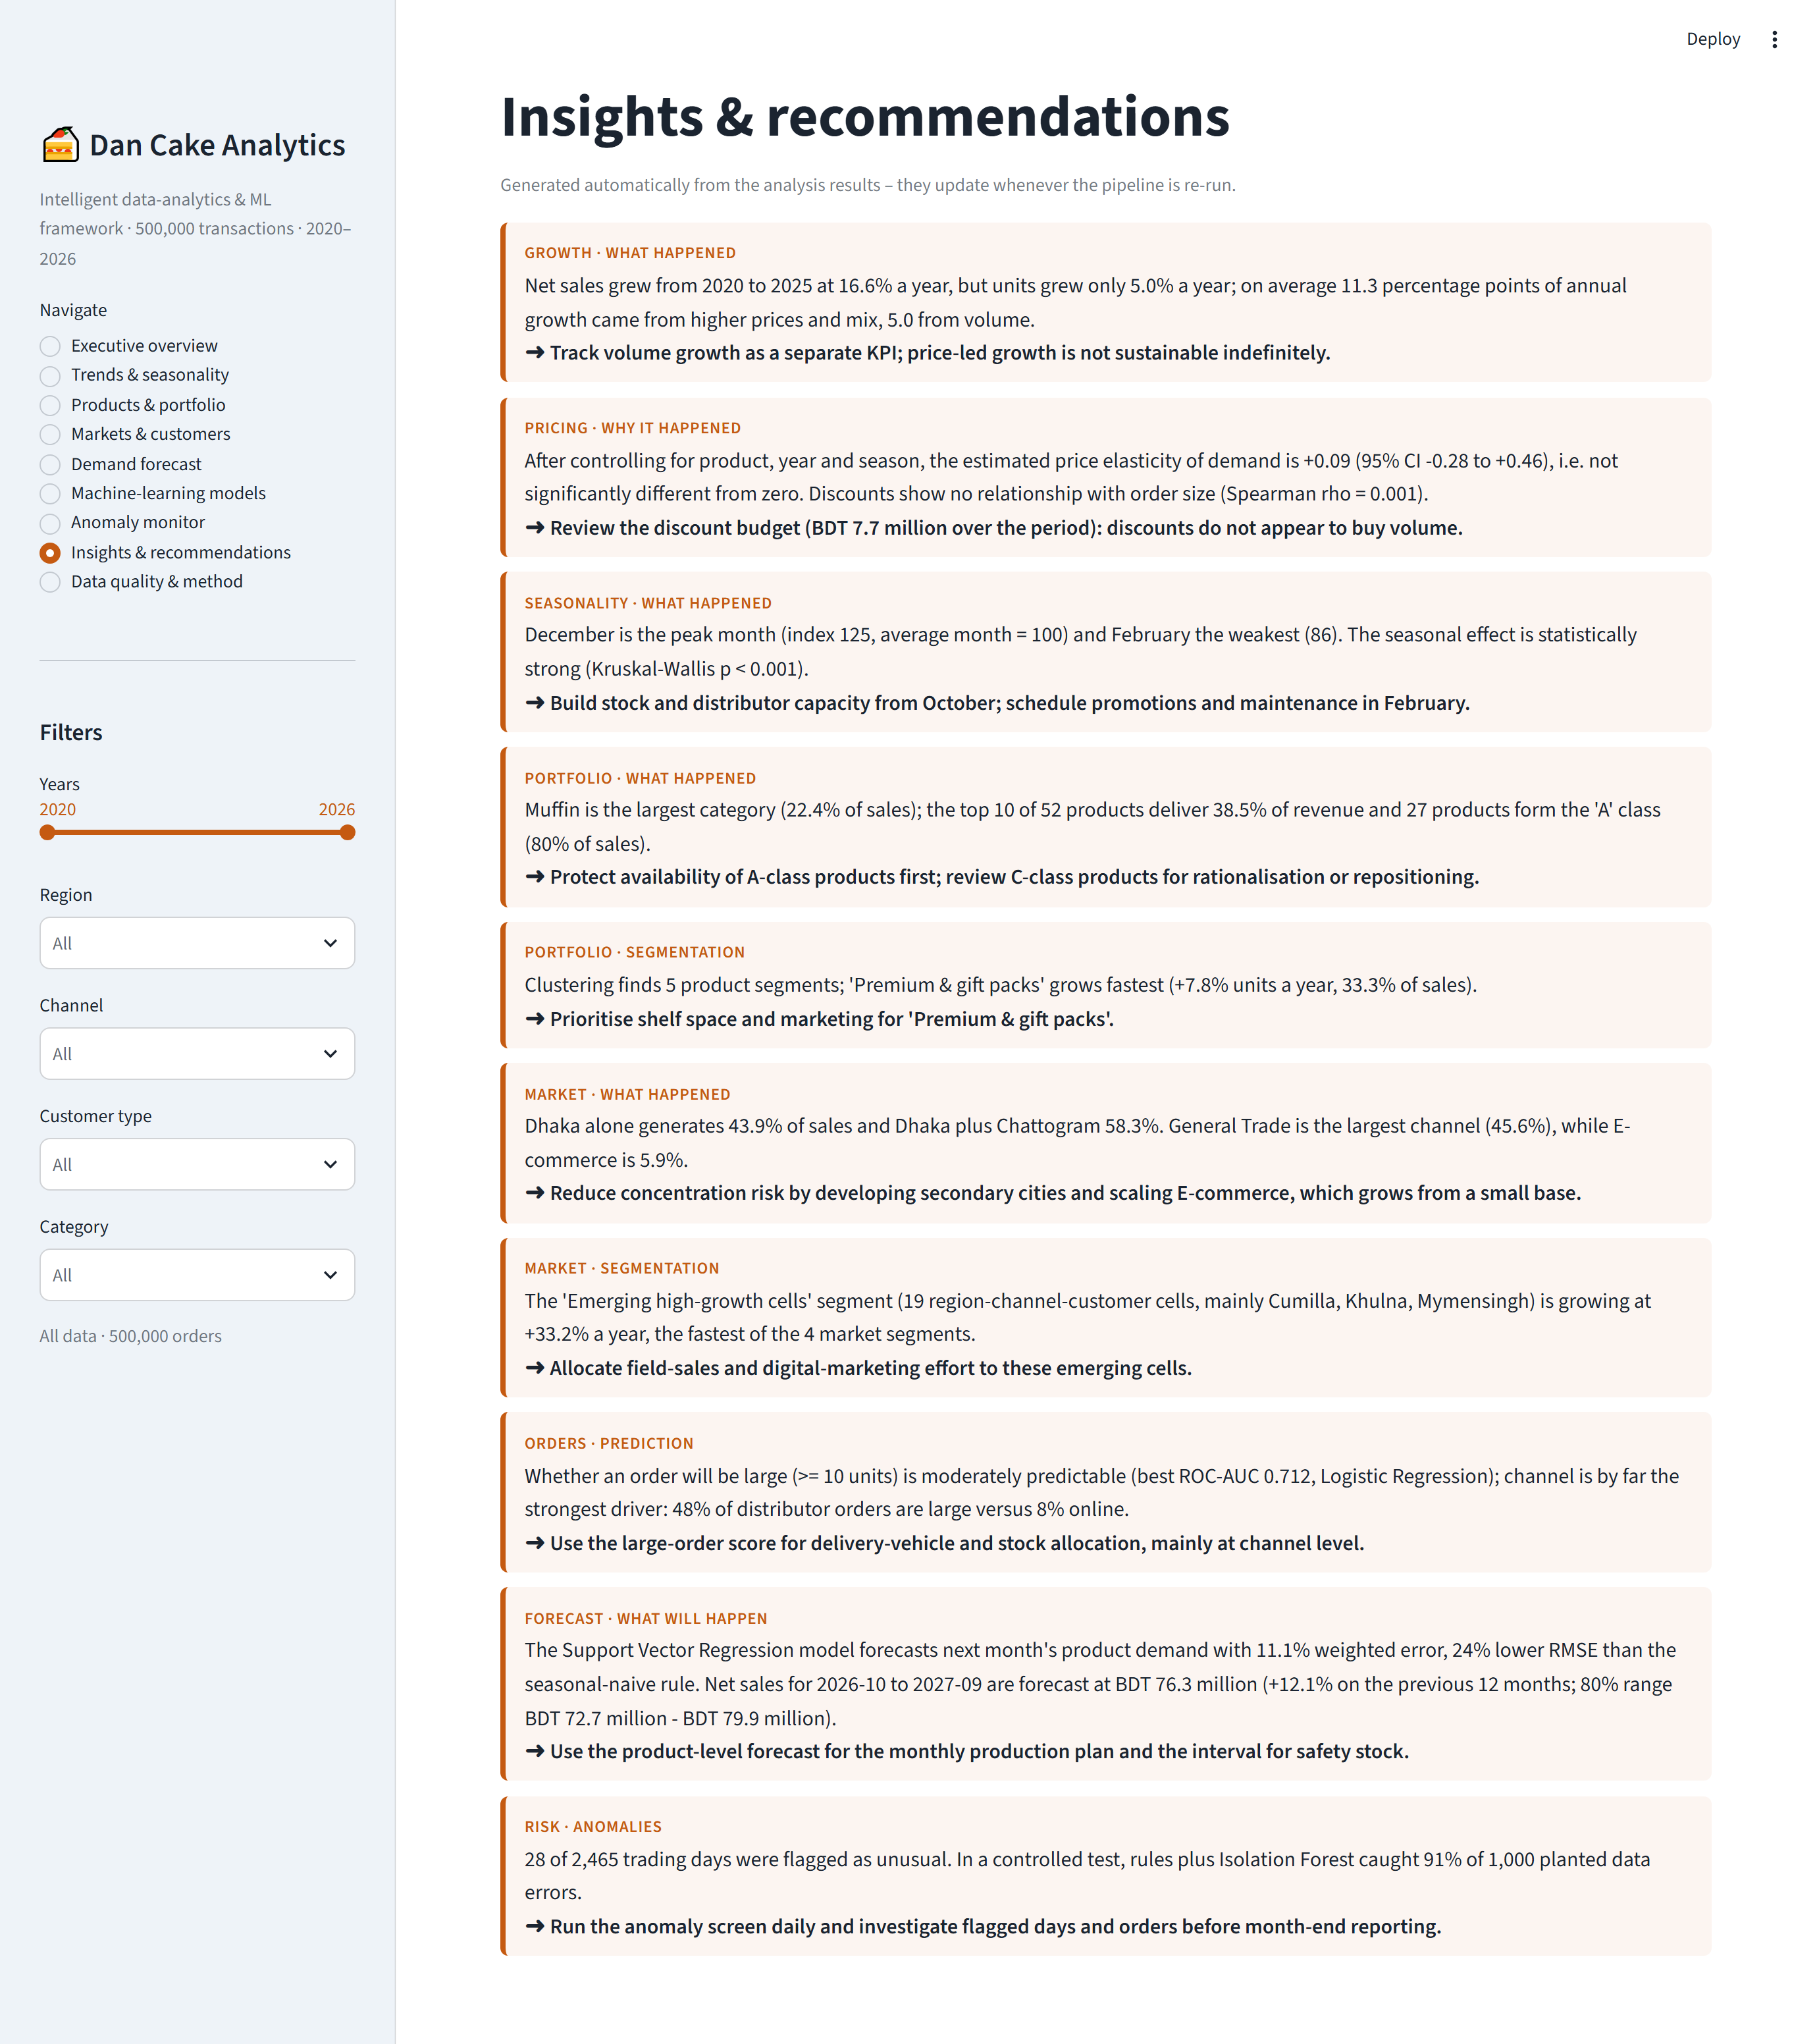 Deploy
Dan Cake Analytics
Intelligent data-analytics & ML
framework · 500,000 transactions · 2020–
2026
Navigate
Executive overview
Trends & seasonality
Products & portfolio
Markets & customers
Demand forecast
Machine-learning models
Anomaly monitor
Insights & recommendations
Data quality & method
Filters
Years
2020 2026
Region
All
Channel
All
Customer type
All
Category
All
All data · 500,000 orders
Insights & recommendations
Generated automatically from the analysis results – they update whenever the pipeline is re-run.
GROWTH · WHAT HAPPENED
Net sales grew from 2020 to 2025 at 16.6% a year, but units grew only 5.0% a year; on average 11.3 percentage points of annual
growth came from higher prices and mix, 5.0 from volume.
➜ Track volume growth as a separate KPI; price-led growth is not sustainable indefinitely.
PRICING · WHY IT HAPPENED
After controlling for product, year and season, the estimated price elasticity of demand is +0.09 (95% CI -0.28 to +0.46), i.e. not
significantly different from zero. Discounts show no relationship with order size (Spearman rho = 0.001).
➜ Review the discount budget (BDT 7.7 million over the period): discounts do not appear to buy volume.
SEASONALITY · WHAT HAPPENED
December is the peak month (index 125, average month = 100) and February the weakest (86). The seasonal effect is statistically
strong (Kruskal-Wallis p < 0.001).
➜ Build stock and distributor capacity from October; schedule promotions and maintenance in February.
PORTFOLIO · WHAT HAPPENED
Muffin is the largest category (22.4% of sales); the top 10 of 52 products deliver 38.5% of revenue and 27 products form the 'A' class
(80% of sales).
➜ Protect availability of A-class products first; review C-class products for rationalisation or repositioning.
PORTFOLIO · SEGMENTATION
Clustering finds 5 product segments; 'Premium & gift packs' grows fastest (+7.8% units a year, 33.3% of sales).
➜ Prioritise shelf space and marketing for 'Premium & gift packs'.
MARKET · WHAT HAPPENED
Dhaka alone generates 43.9% of sales and Dhaka plus Chattogram 58.3%. General Trade is the largest channel (45.6%), while E-
commerce is 5.9%.
➜ Reduce concentration risk by developing secondary cities and scaling E-commerce, which grows from a small base.
MARKET · SEGMENTATION
The 'Emerging high-growth cells' segment (19 region-channel-customer cells, mainly Cumilla, Khulna, Mymensingh) is growing at
+33.2% a year, the fastest of the 4 market segments.
➜ Allocate field-sales and digital-marketing effort to these emerging cells.
ORDERS · PREDICTION
Whether an order will be large (>= 10 units) is moderately predictable (best ROC-AUC 0.712, Logistic Regression); channel is by far the
strongest driver: 48% of distributor orders are large versus 8% online.
➜ Use the large-order score for delivery-vehicle and stock allocation, mainly at channel level.
FORECAST · WHAT WILL HAPPEN
The Support Vector Regression model forecasts next month's product demand with 11.1% weighted error, 24% lower RMSE than the
seasonal-naive rule. Net sales for 2026-10 to 2027-09 are forecast at BDT 76.3 million (+12.1% on the previous 12 months; 80% range
BDT 72.7 million - BDT 79.9 million).
➜ Use the product-level forecast for the monthly production plan and the interval for safety stock.
RISK · ANOMALIES
28 of 2,465 trading days were flagged as unusual. In a controlled test, rules plus Isolation Forest caught 91% of 1,000 planted data
errors.
➜ Run the anomaly screen daily and investigate flagged days and orders before month-end reporting.